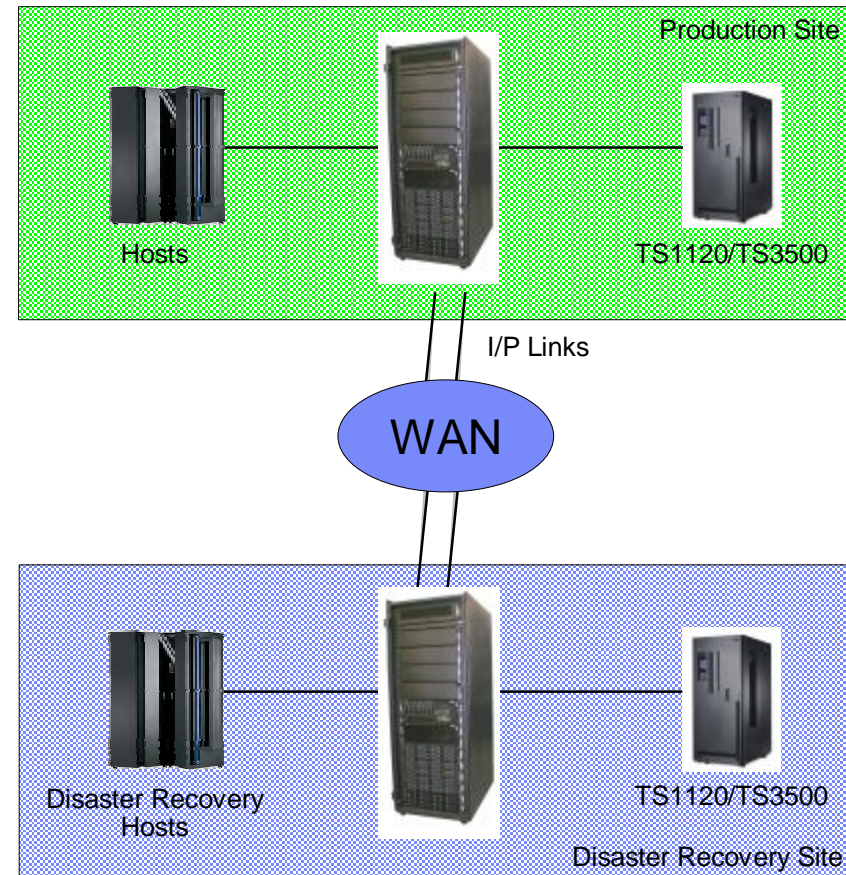 Production Site
Hosts
TS1120/TS3500
I/P Links
WAN
Disaster Recovery
Hosts
TS1120/TS3500
Disaster Recovery Site